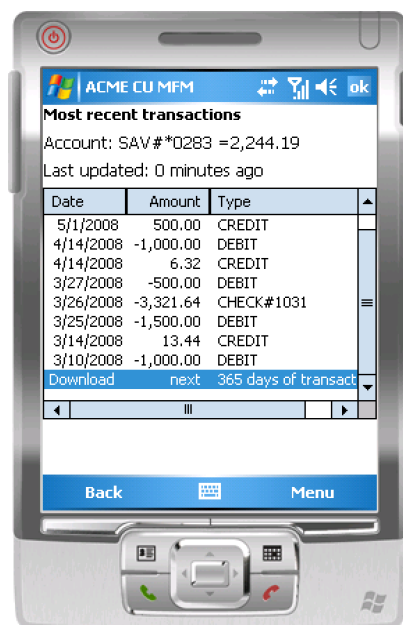 ACME CU MFM ok
Most recent transactions
Account: SAV#*0283 =2,244.19
Last updated: 0 minutes ago
Date Amount Type
5/1/2008 500.00 CREDIT
4/14/2008 -1,000.00 DEBIT
4/14/2008 6.32 CREDIT
3/27/2008 -500.00 DEBIT
3/26/2008 -3,321.64 CHECK#1031
3/25/2008 -1,500.00 DEBIT
3/14/2008 13.44 CREDIT
3/10/2008 -1,000.00 DEBIT
Download next 365 days of transact
Back Menu